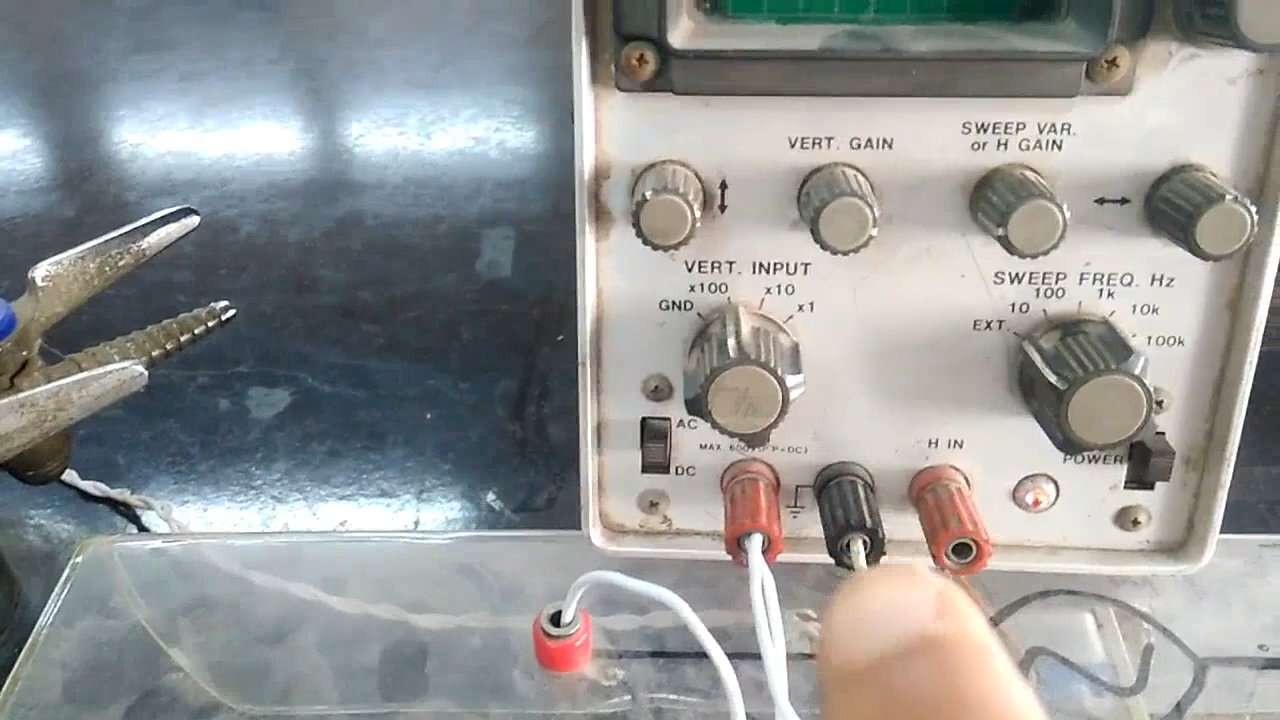 VERT. GAIN
SWEEP VAR.
or H GAIN
VERT. INPUT
GND
x100
x10
x1
SWEEP FREQ. Hz
EXT.
10
100
1k
10k
100k
AC
DC
H IN
POWER